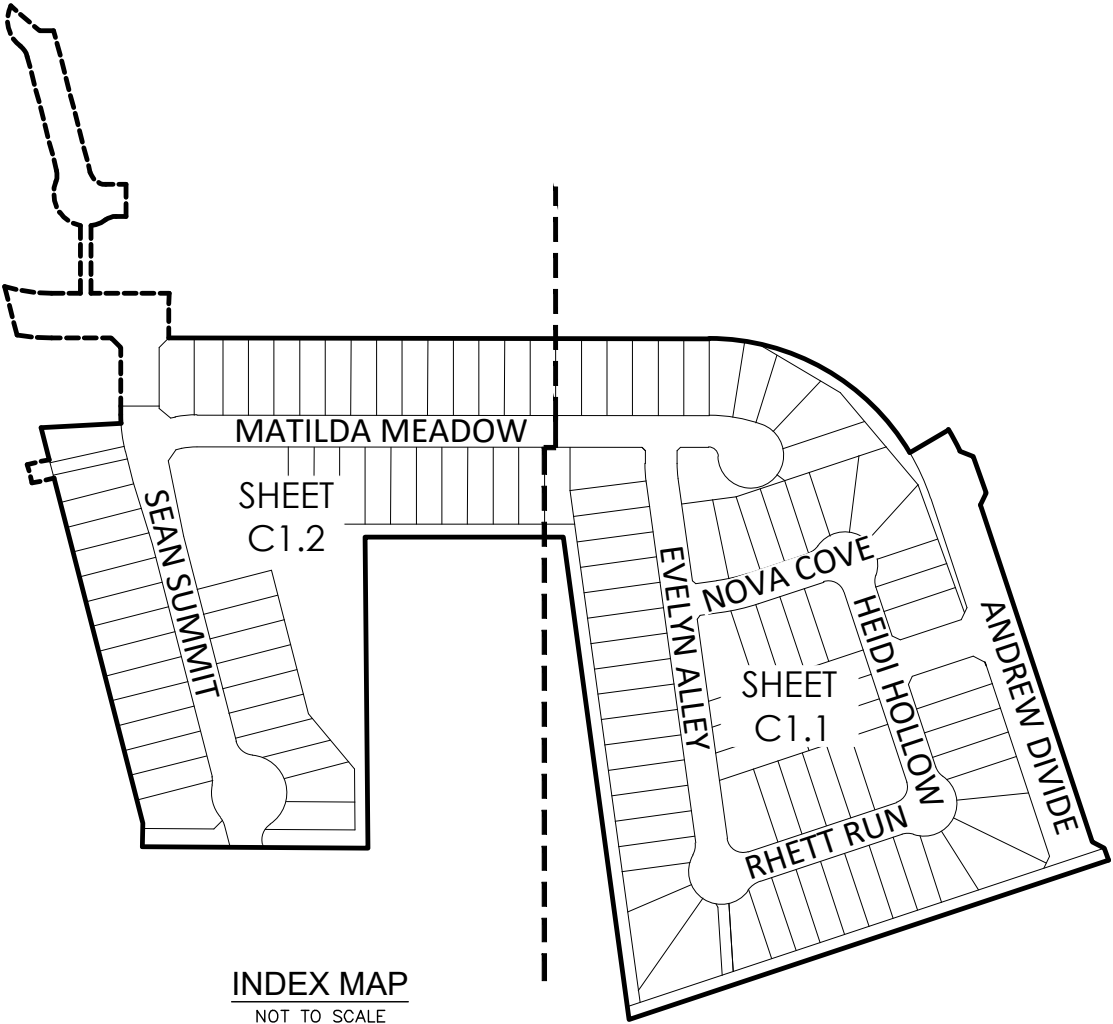 MATILDA MEADOW
SHEET
C1.2
SEAN SUMMIT
EVELYN ALLEY
NOVA COVE
HEIDI HOLLOW
ANDREW DIVIDE
SHEET
C1.1
RHETT RUN
INDEX MAP
NOT TO SCALE